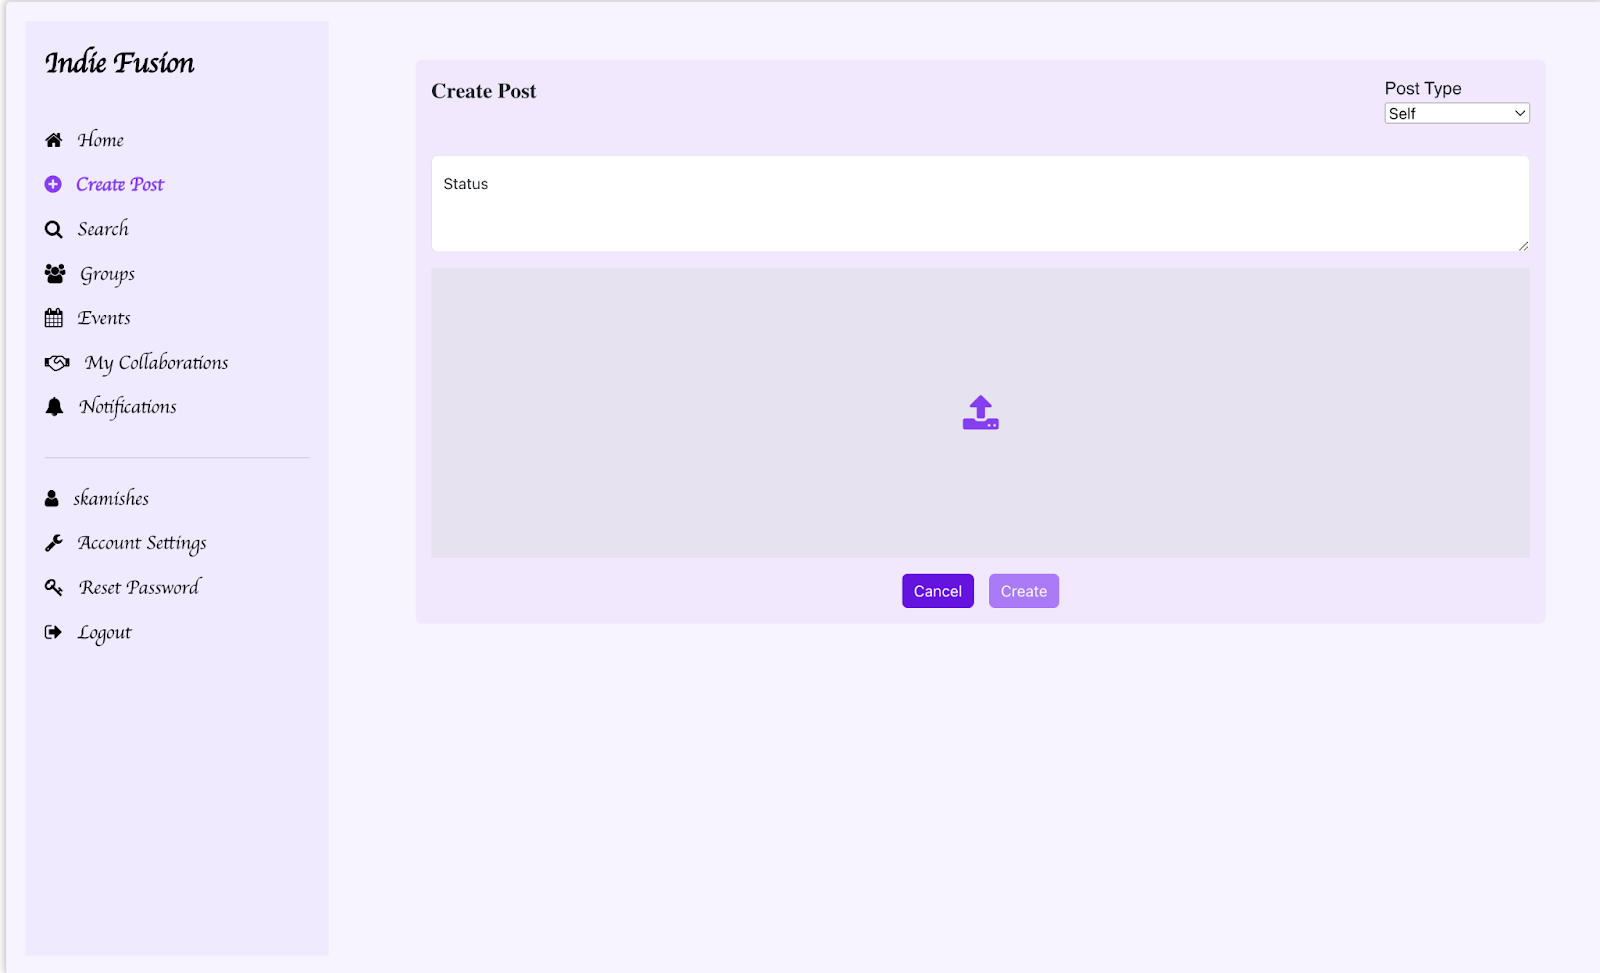 Indie Fusion
Home
Create Post
Search
Groups
Events
My Collaborations
Notifications
skamishes
Account Settings
Reset Password
Logout
Create Post
Post Type
Self
Status
Cancel
Create